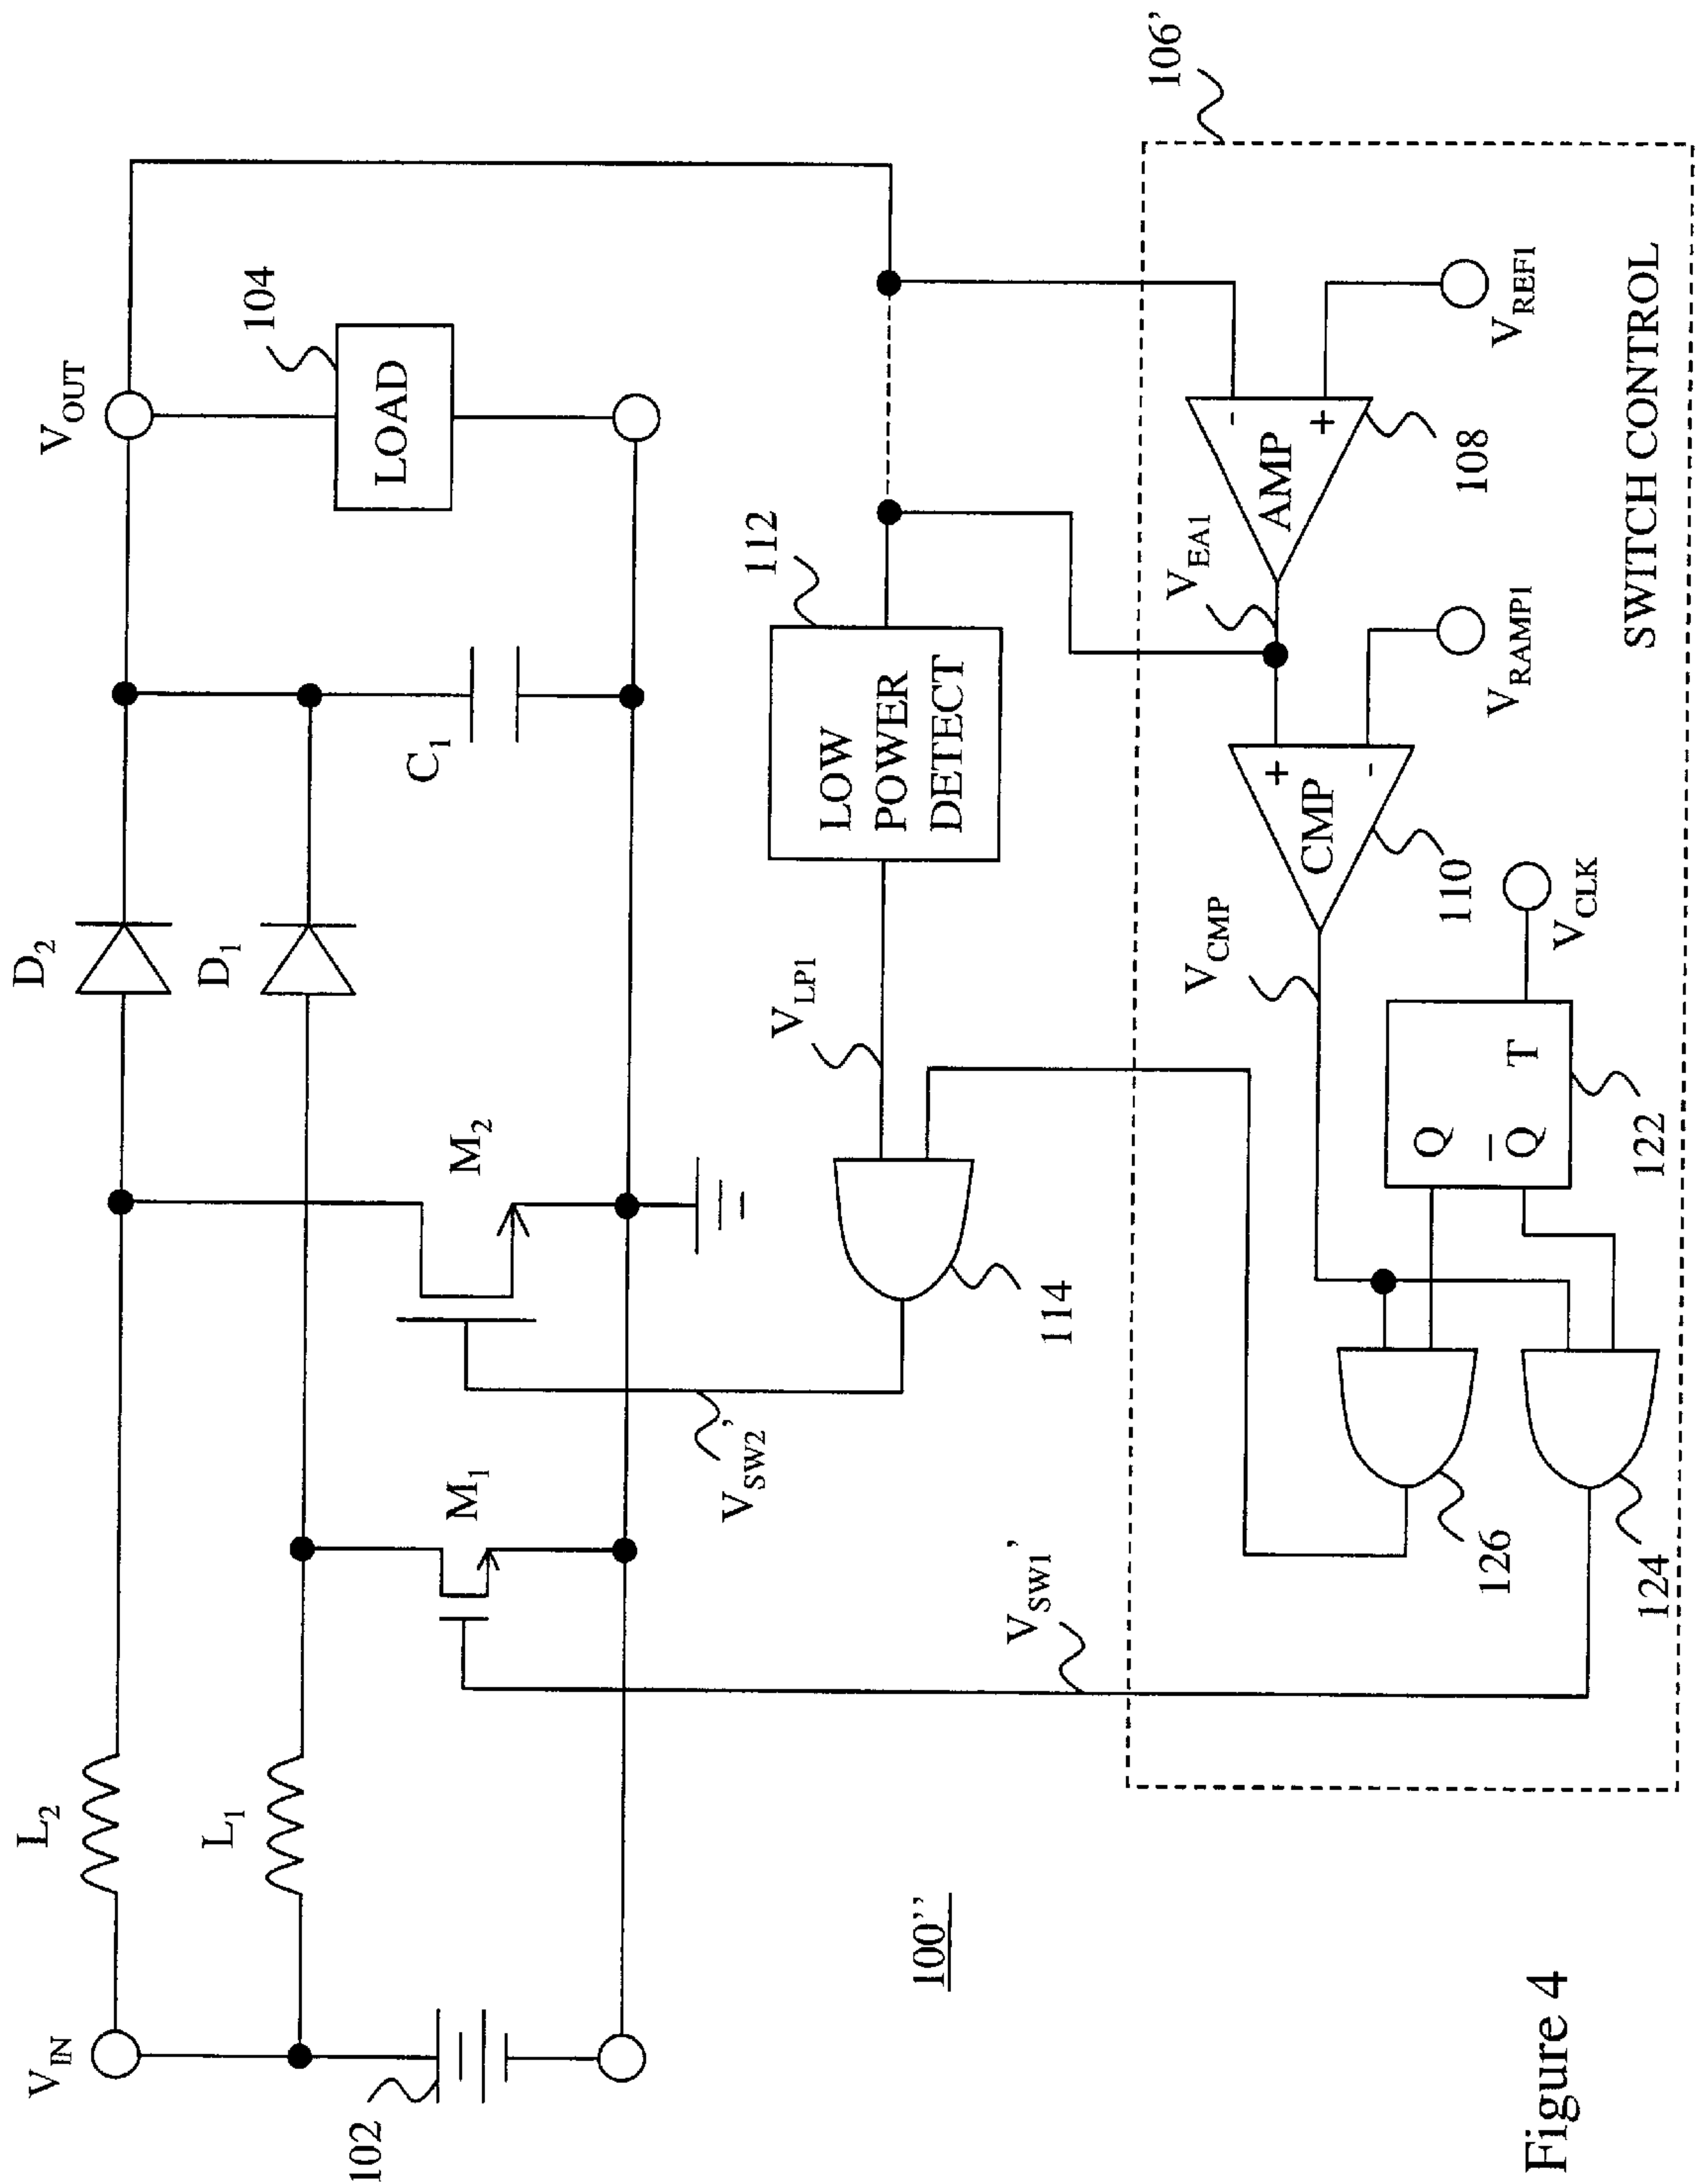 V_IN
102
L_2
L_1
M_1
M_2
D_2
D_1
C_1
V_OUT
104
LOAD
V_SW2'
V_SW1'
114
V_LP1
112
LOW
POWER
DETECT
106'
V_EA1
AMP
-
+
108
V_REF1
V_CMP
CMP
+
-
110
V_RAMP1
V_CLK
Q
Q̅ T
122
126
124
SWITCH CONTROL
100''
Figure 4